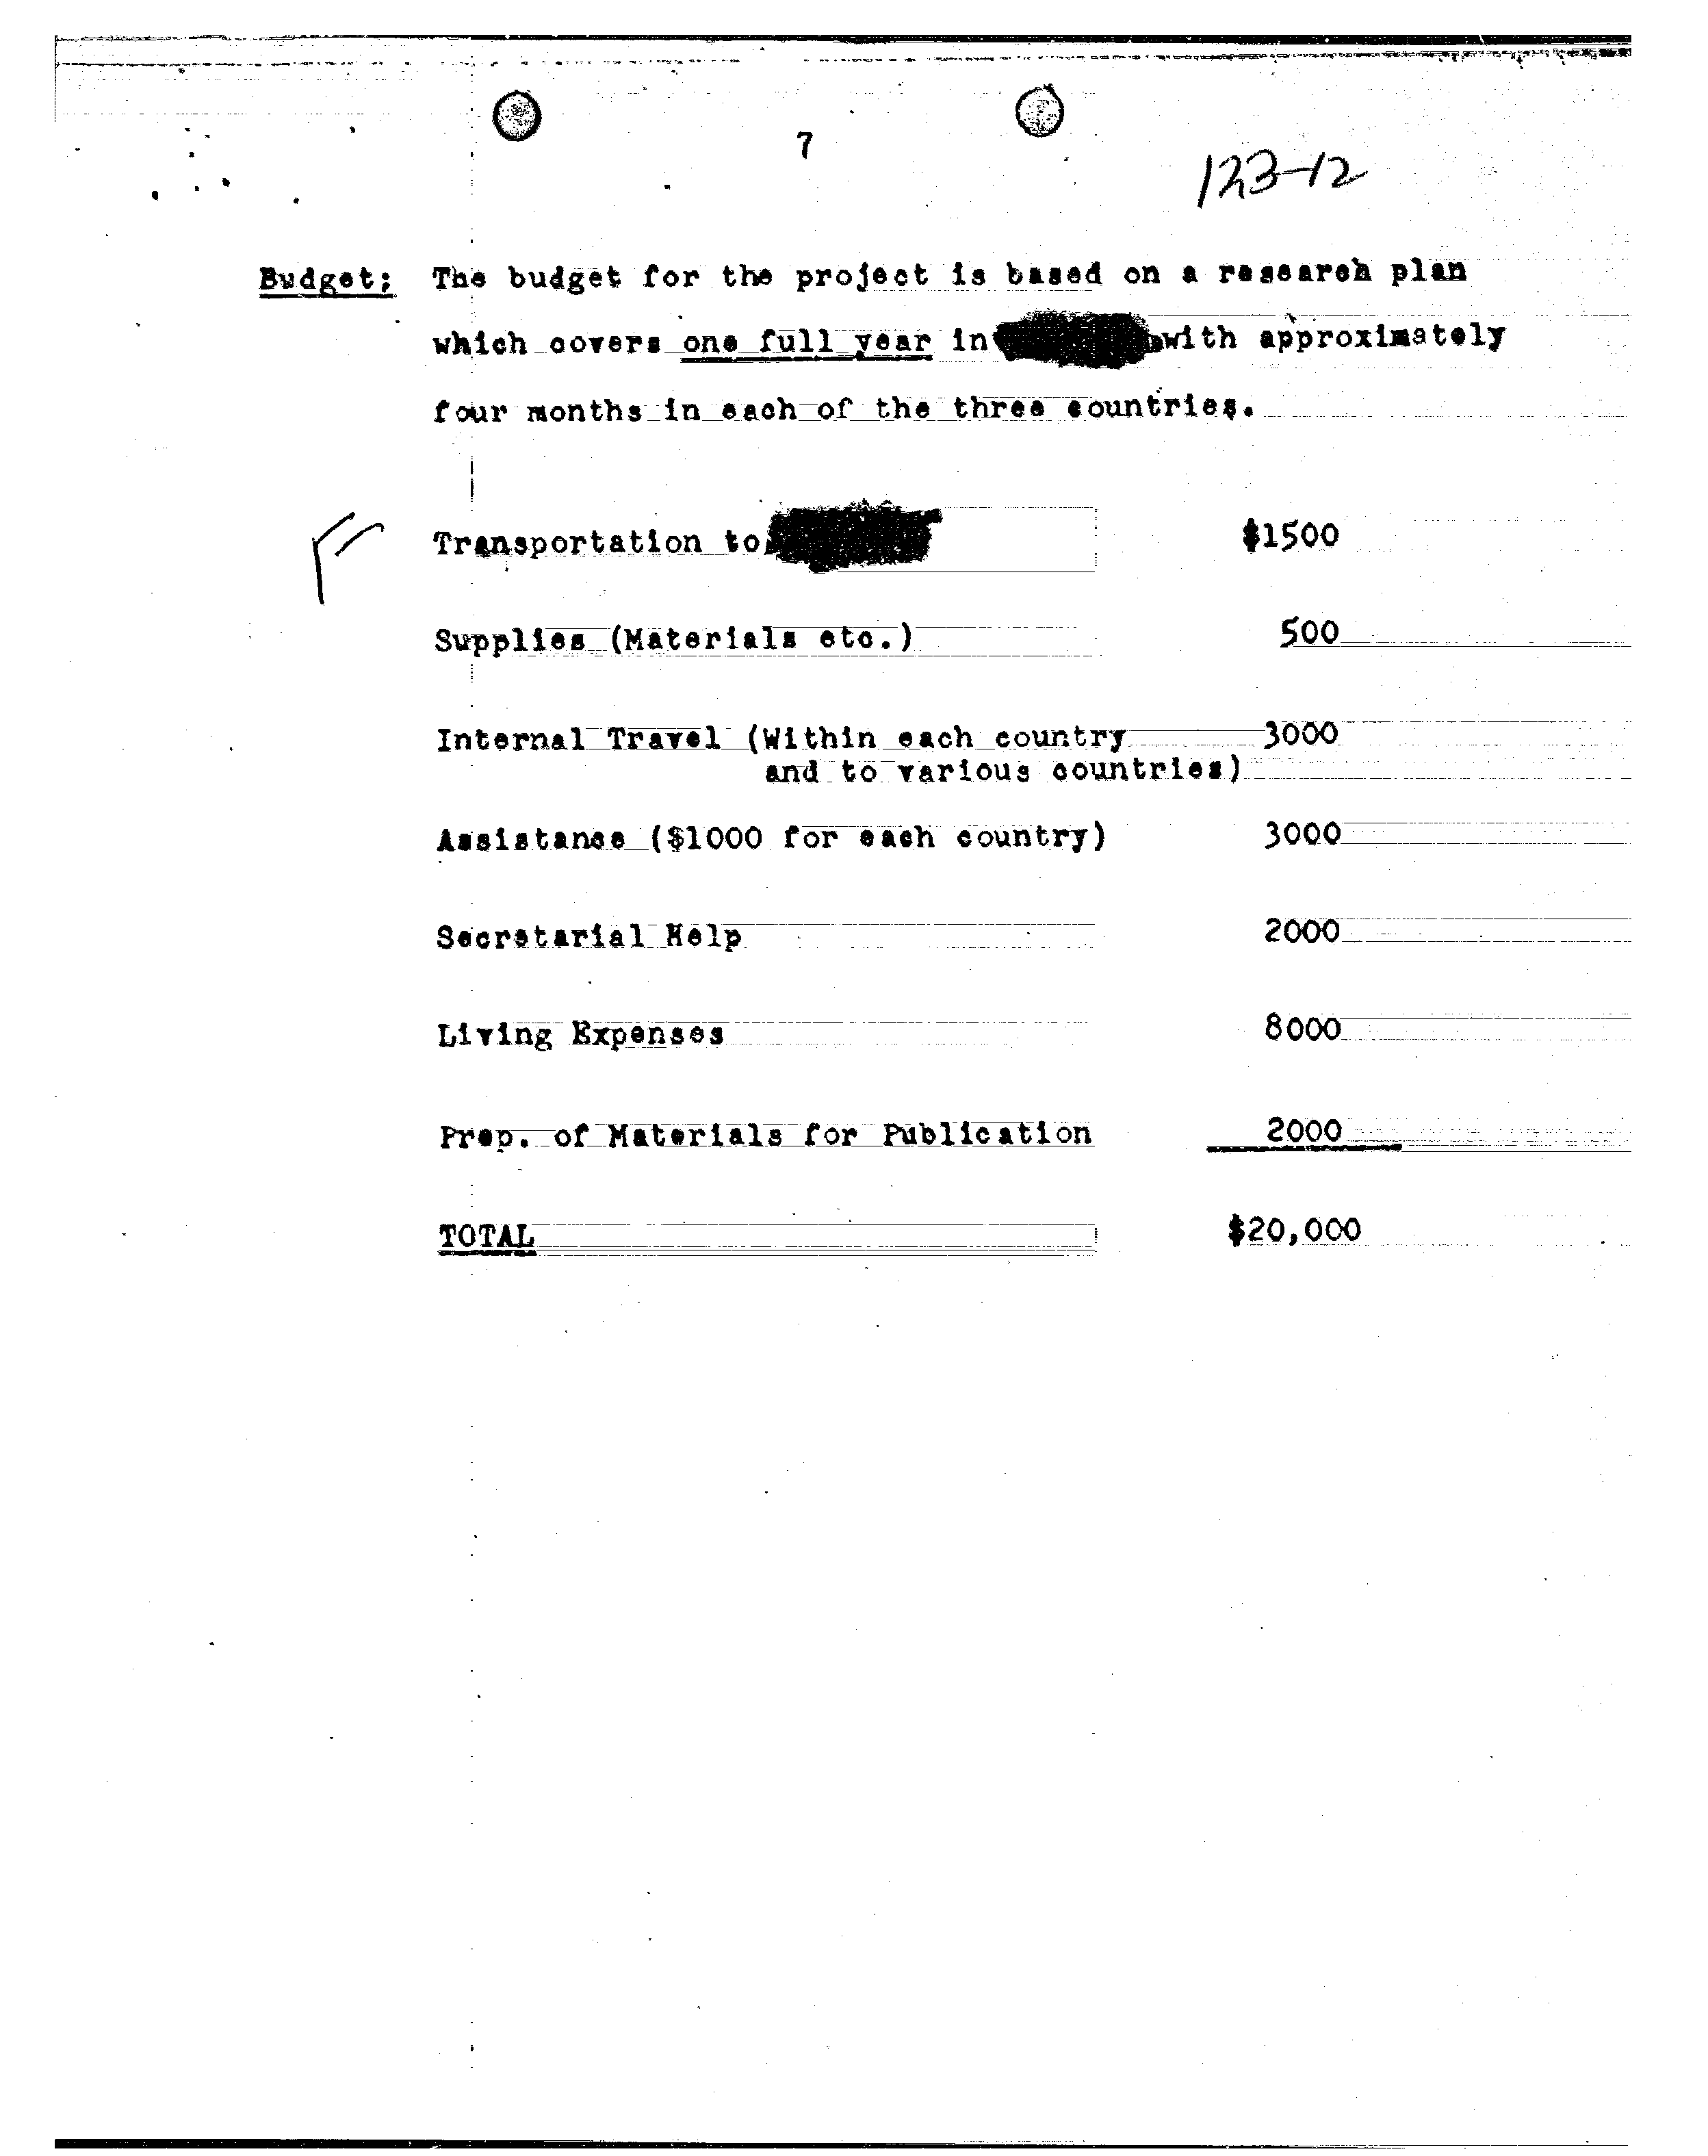 7
123-12
Budget: The budget for the project is based on a research plan
which covers one full year in with approximately
four months in each of the three countries.
Transportation to $1500
Supplies (Materials etc.) 500
Internal Travel (Within each country 3000
and to various countries)
Assistance ($1000 for each country) 3000
Secretarial Help 2000
Living Expenses 8000
Prep. of Materials for Publication 2000
TOTAL $20,000